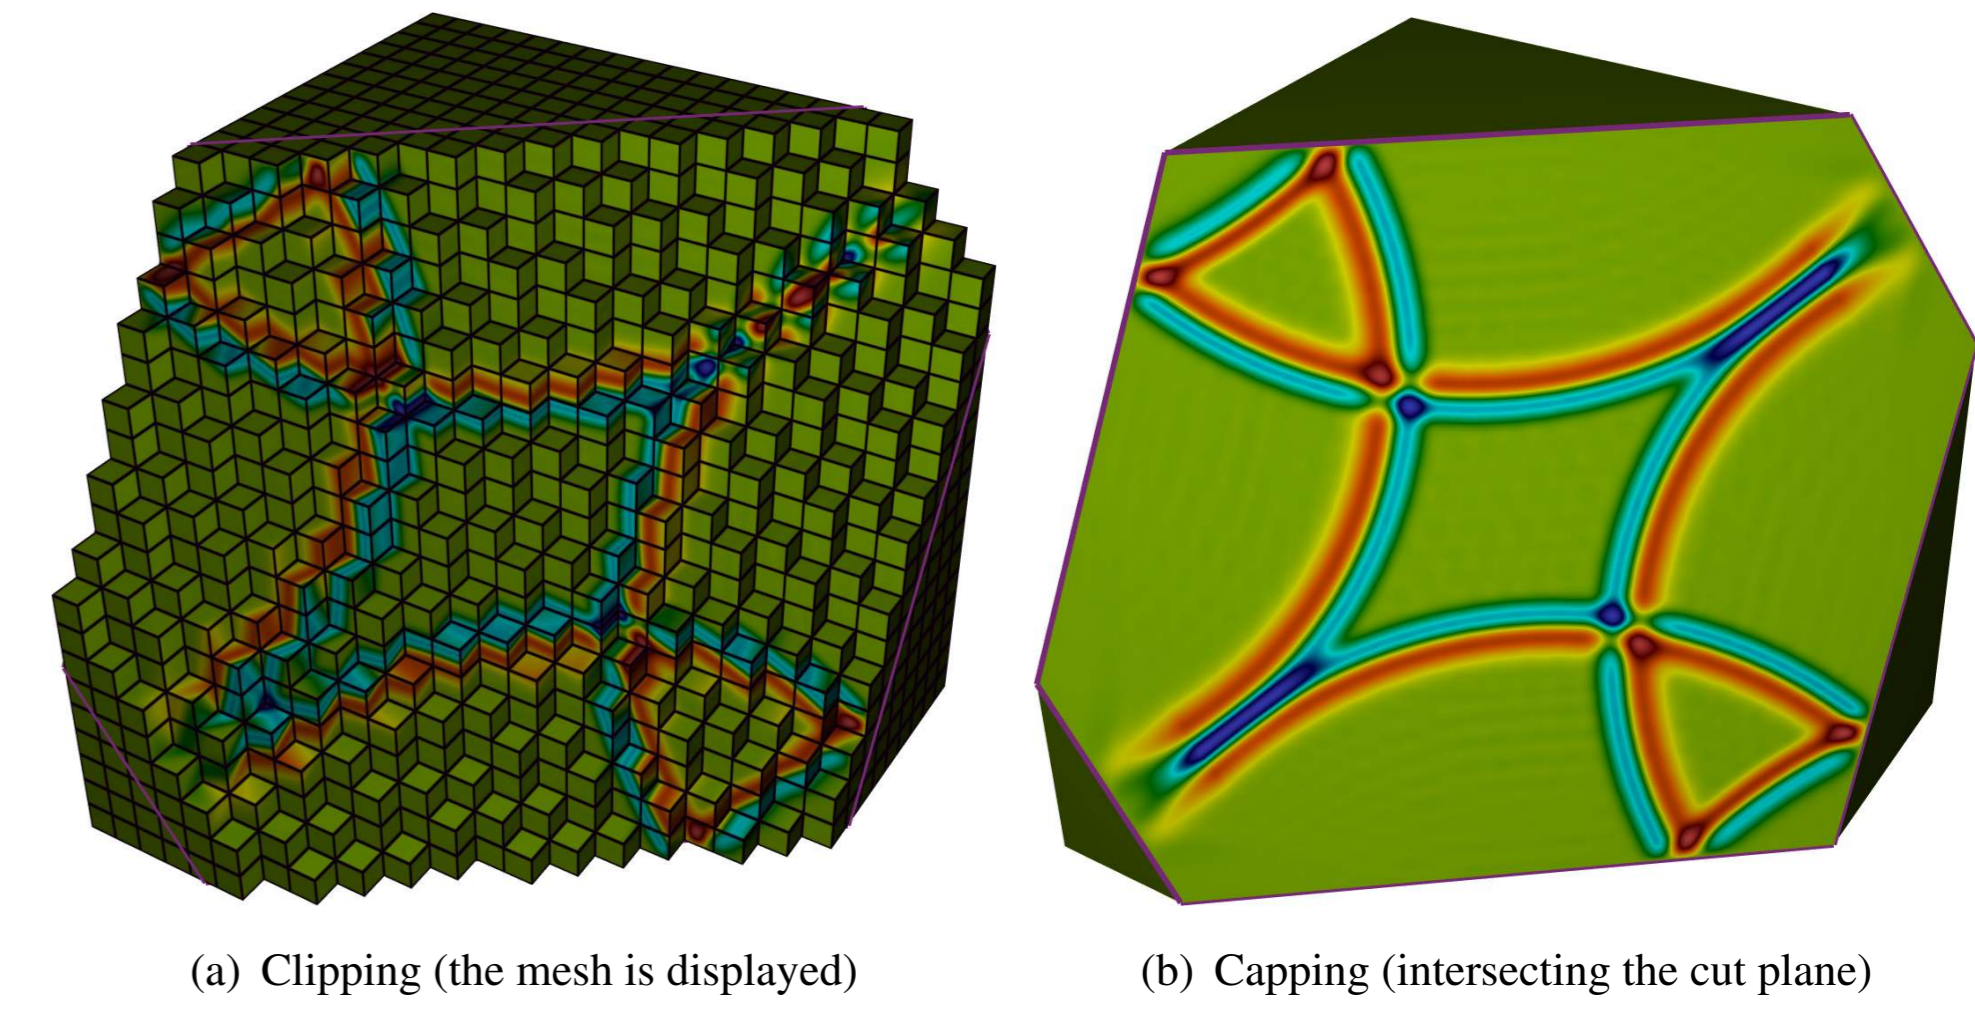 (a) Clipping (the mesh is displayed)
(b) Capping (intersecting the cut plane)